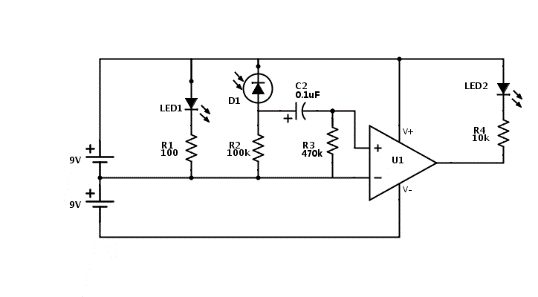 LED1
D1
C2
0.1uF
LED2
R1
100
R2
100k
R3
470k
R4
10k
9V
9V
+
+
+
+
−
U1
V+
V-